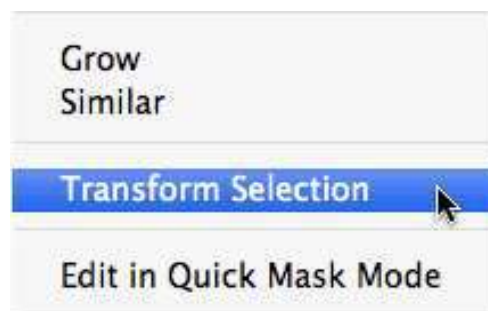 Grow
Similar
Transform Selection
Edit in Quick Mask Mode